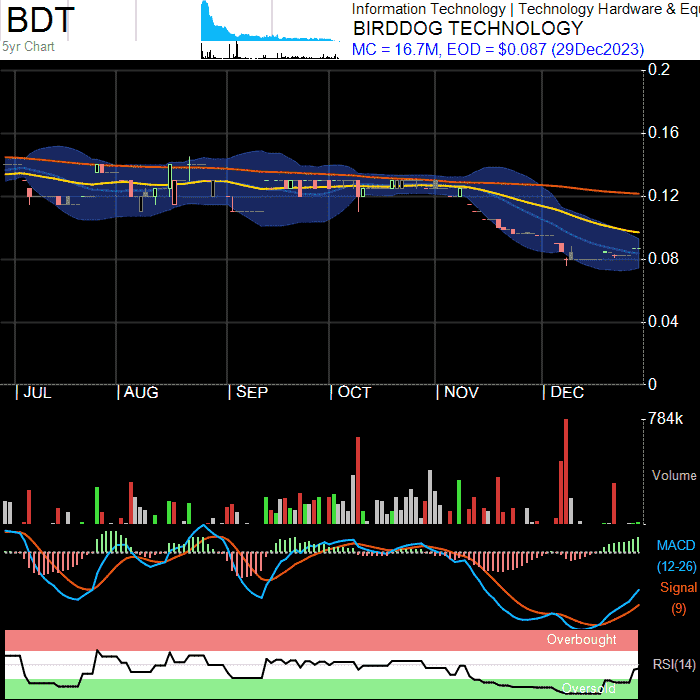 BDT
5yr Chart
Information Technology | Technology Hardware & Equ
BIRDDOG TECHNOLOGY
MC = 16.7M, EOD = $0.087 (29Dec2023)
0.2
0.16
0.12
0.08
0.04
0
| JUL | AUG | SEP | OCT | NOV | DEC
784k
Volume
MACD
(12-26)
Signal
(9)
Overbought
RSI(14)
Oversold